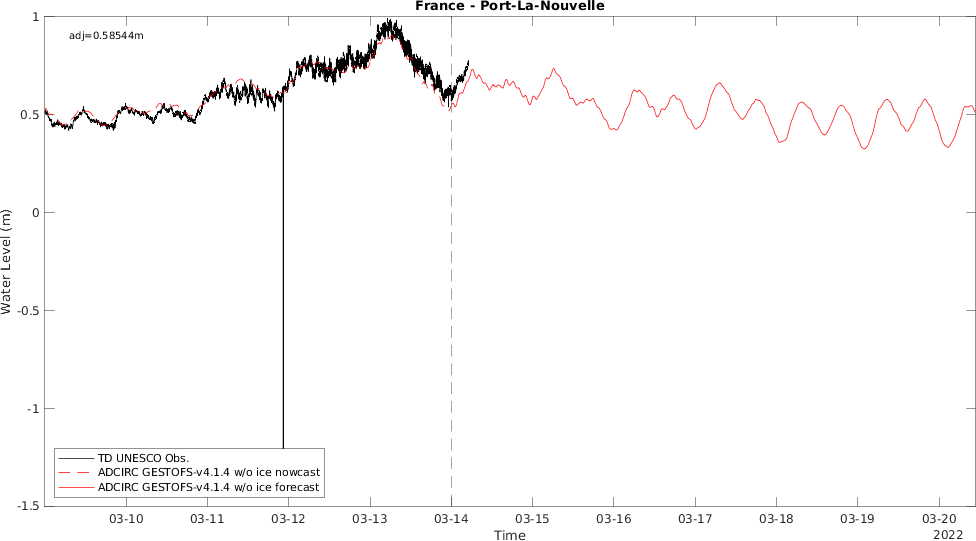 France - Port-La-Nouvelle
adj=0.58544m
1
0.5
0
-0.5
-1
-1.5
Water Level (m)
TD UNESCO Obs.
ADCIRC GESTOFS-v4.1.4 w/o ice nowcast
ADCIRC GESTOFS-v4.1.4 w/o ice forecast
03-10 03-11 03-12 03-13 03-14 03-15 03-16 03-17 03-18 03-19 03-20
Time
2022